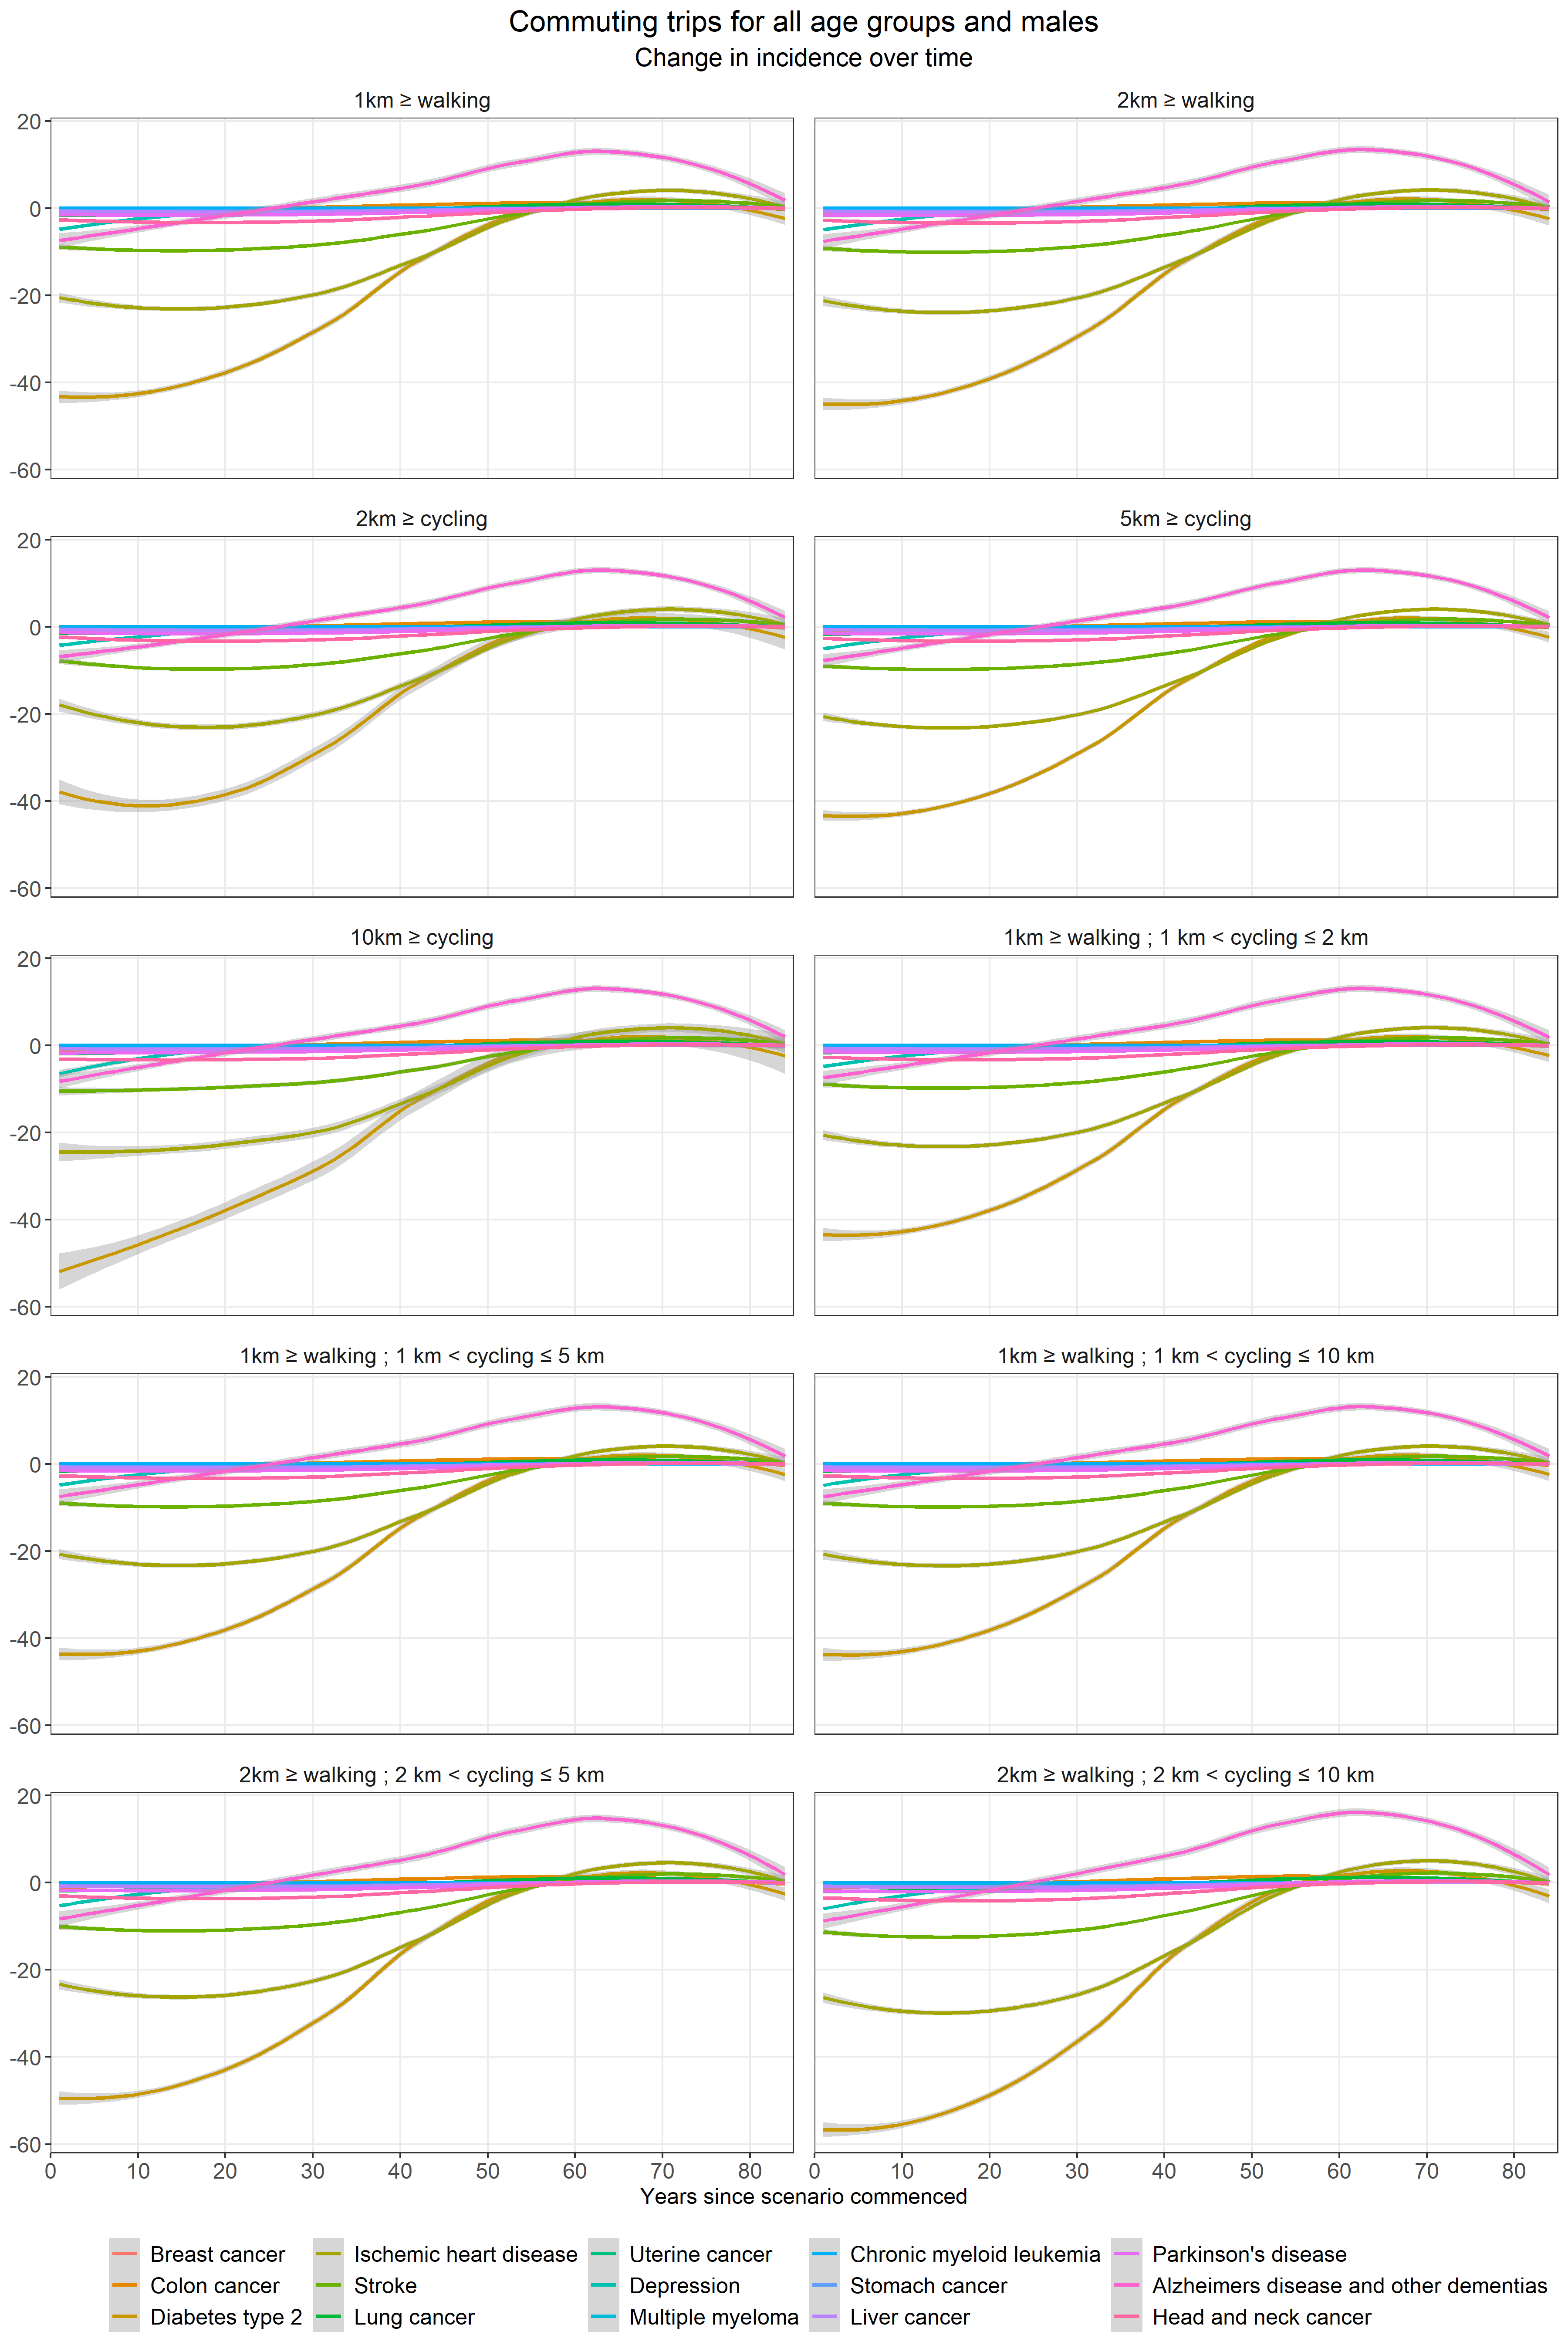 Commuting trips for all age groups and males
Change in incidence over time
1km ≥ walking
2km ≥ walking
20
0
-20
-40
-60
2km ≥ cycling
5km ≥ cycling
20
0
-20
-40
-60
10km ≥ cycling
1km ≥ walking ; 1 km < cycling ≤ 2 km
20
0
-20
-40
-60
1km ≥ walking ; 1 km < cycling ≤ 5 km
1km ≥ walking ; 1 km < cycling ≤ 10 km
20
0
-20
-40
-60
2km ≥ walking ; 2 km < cycling ≤ 5 km
2km ≥ walking ; 2 km < cycling ≤ 10 km
20
0
-20
-40
-60
0 10 20 30 40 50 60 70 80
0 10 20 30 40 50 60 70 80
Years since scenario commenced
Breast cancer Ischemic heart disease Uterine cancer Chronic myeloid leukemia Parkinson's disease
Colon cancer Stroke Depression Stomach cancer Alzheimers disease and other dementias
Diabetes type 2 Lung cancer Multiple myeloma Liver cancer Head and neck cancer